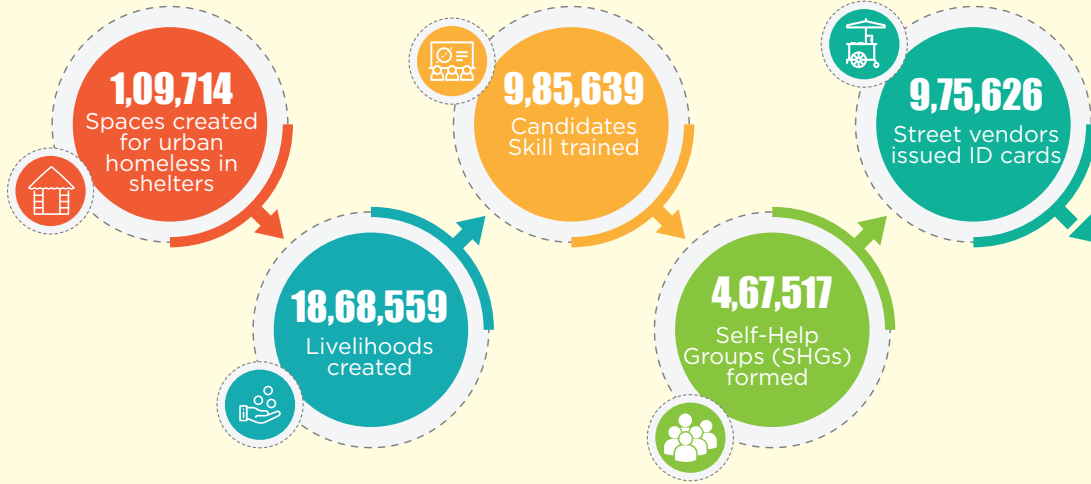 1,09,714
Spaces created
for urban
homeless in
shelters
18,68,559
Livelihoods
created
9,85,639
Candidates
Skill trained
4,67,517
Self-Help
Groups (SHGs)
formed
9,75,626
Street vendors
issued ID cards